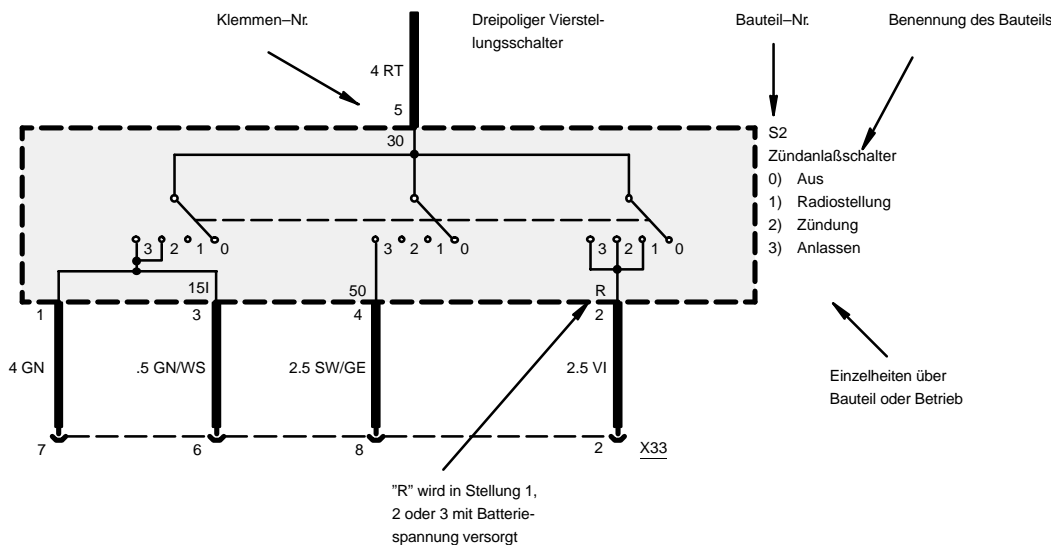 Klemmen–Nr.
Dreipoliger Vierstel-
lungsschalter
Bauteil–Nr.
Benennung des Bauteils
4 RT
5
30
S2
Zündanlaßschalter
0) Aus
1) Radiostellung
2) Zündung
3) Anlassen
3 2 1 0
3 2 1 0
3 2 1 0
15I
50
R
1
3
4
2
4 GN
.5 GN/WS
2.5 SW/GE
2.5 VI
Einzelheiten über
Bauteil oder Betrieb
7
6
8
2
X33
”R” wird in Stellung 1,
2 oder 3 mit Batterie-
spannung versorgt